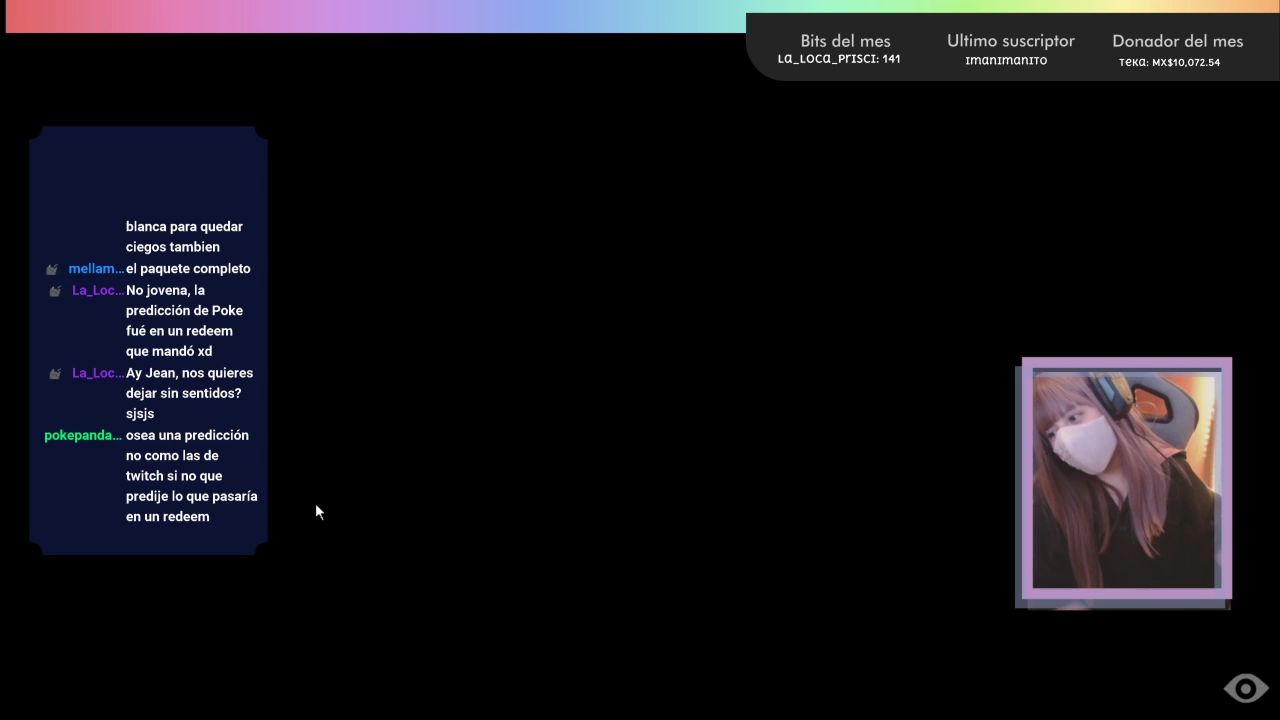 Bits del mes
La_Loca_Prisci: 141
Ultimo suscriptor
imanimanito
Donador del mes
Teka: MX$10,072.54
blanca para quedar
ciegos tambien
mellam... el paquete completo
La_Loc... No jovena, la
predicción de Poke
fué en un redeem
que mandó xd
La_Loc... Ay Jean, nos quieres
dejar sin sentidos?
sjsjs
pokepanda... osea una predicción
no como las de
twitch si no que
predije lo que pasaría
en un redeem